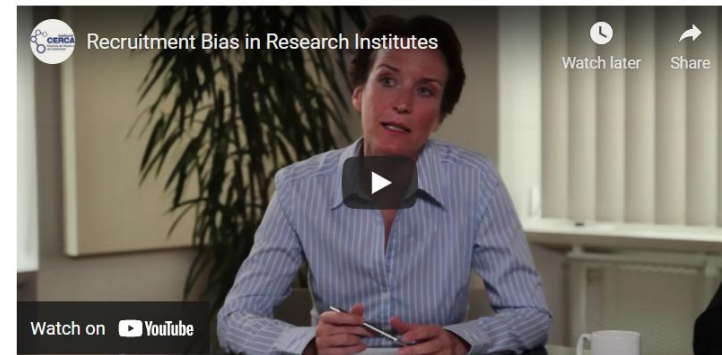 CERCA
Recruitment Bias in Research Institutes
Watch later
Share
Watch on YouTube